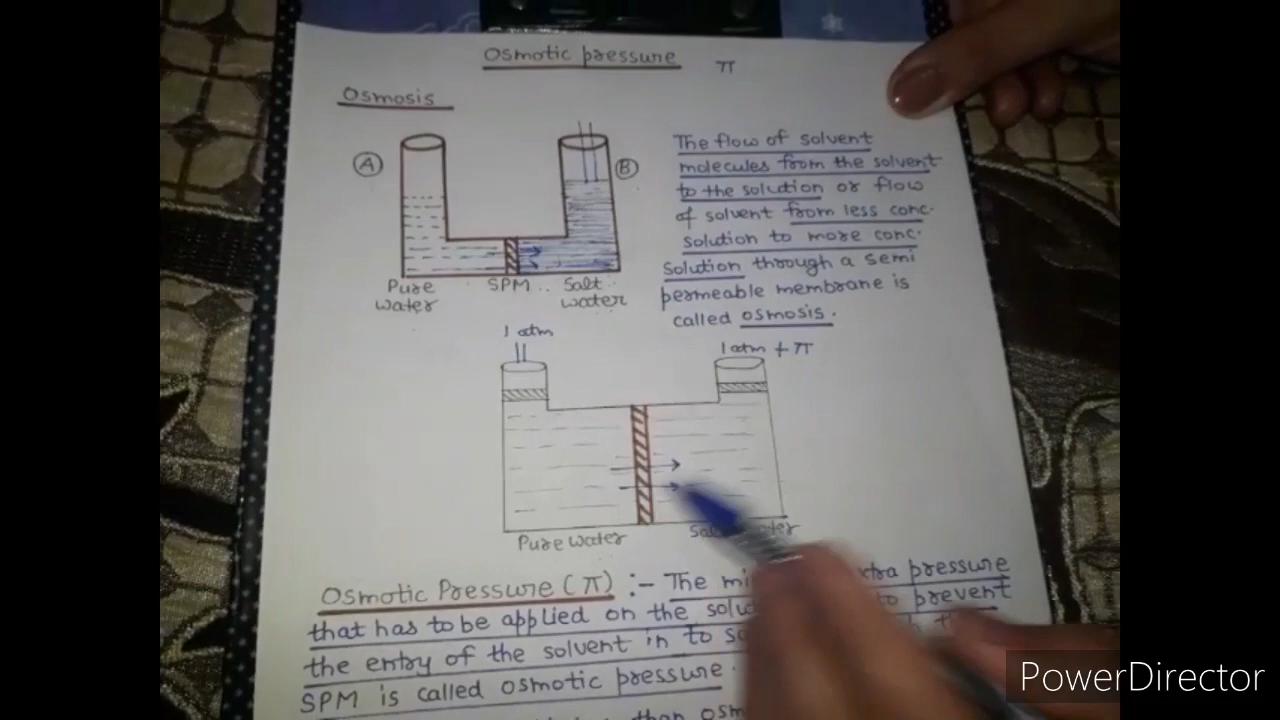 Osmotic pressure π
Osmosis
A
B
The flow of solvent
molecules from the solvent
to the solution or flow
of solvent from less conc.
solution to more conc.
solution through a semi
permeable membrane is
called osmosis.
Pure
water
SPM
Salt
water
1 atm
1 atm + π
Pure water
Osmotic Pressure (π) :- The pressure
that has to be applied on the to prevent
the entry of the solvent in to
SPM is called osmotic pressure.
than
PowerDirector